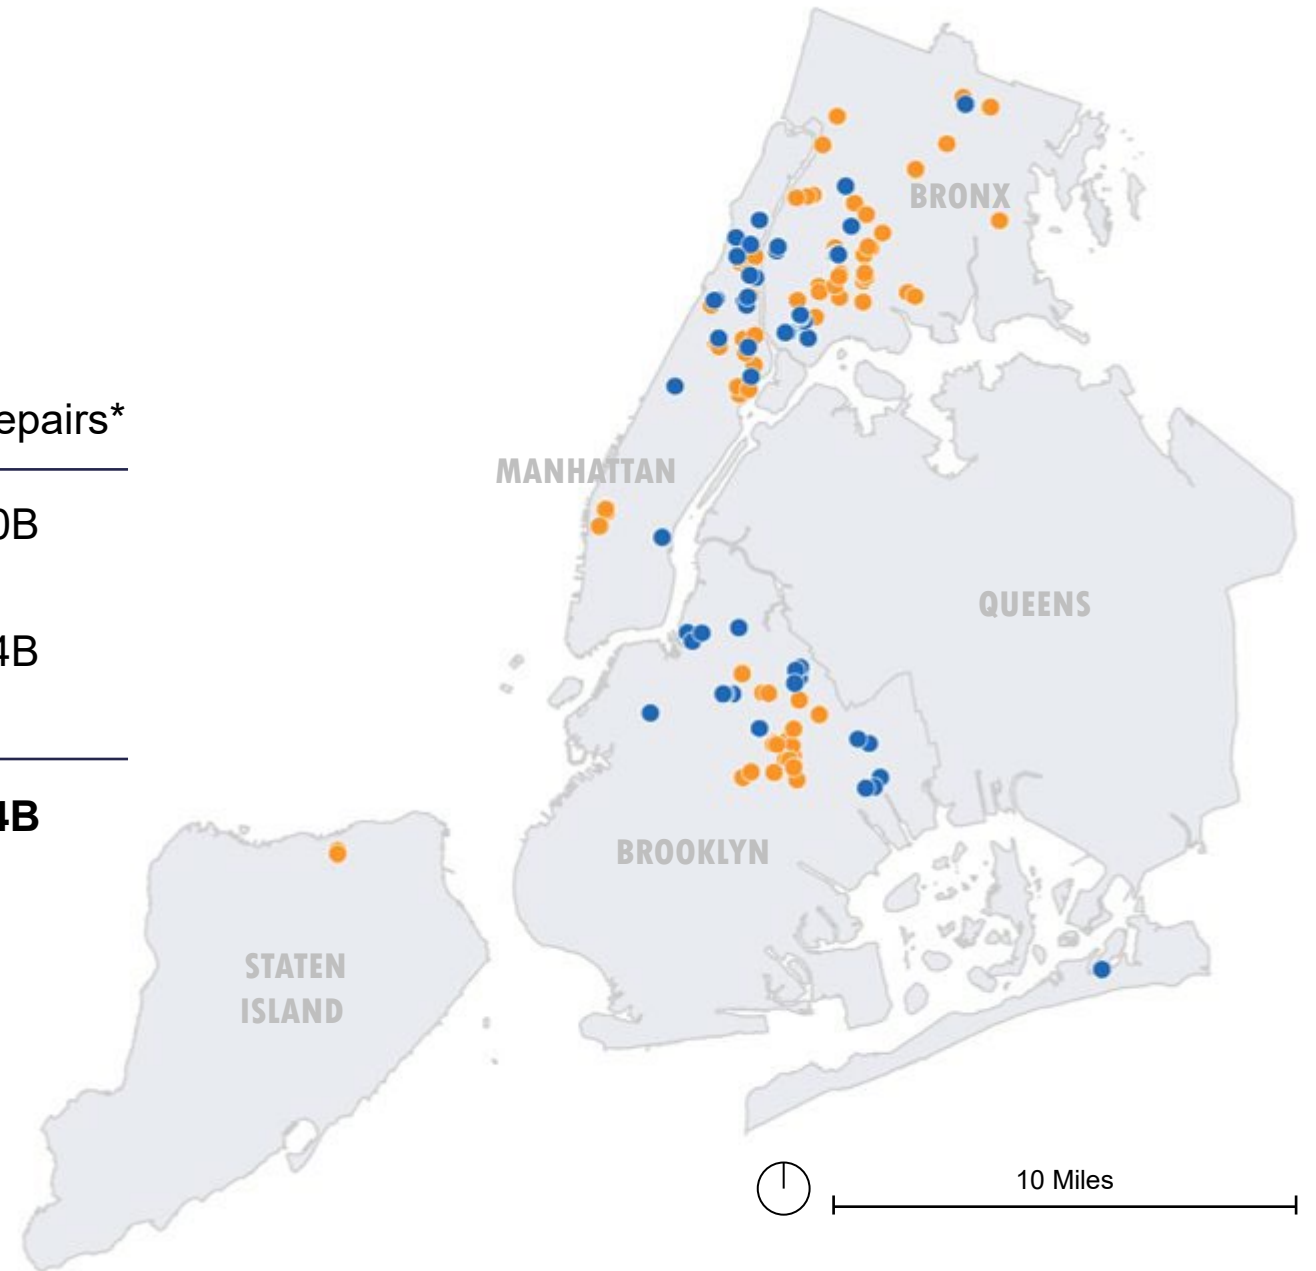 BRONX
epairs*
MANHATTAN
0B
QUEENS
4B
4B
BROOKLYN
STATEN
ISLAND
10 Miles